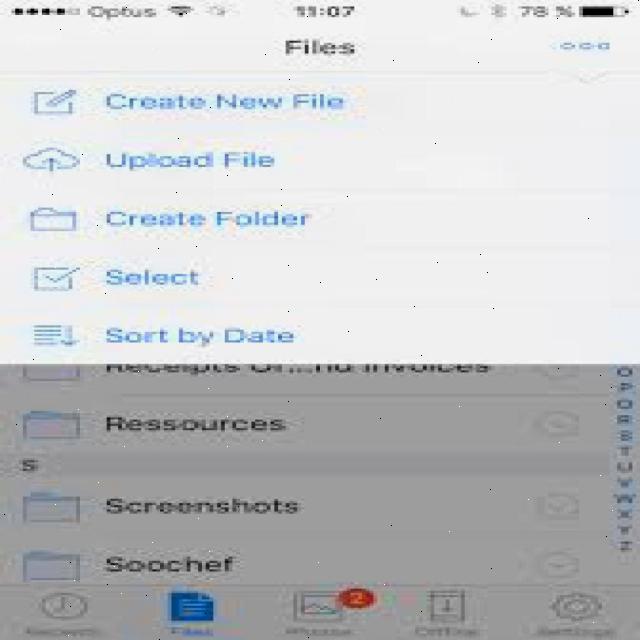 Optus 11:07 78 %
Files
Create New File
Upload File
Create Folder
Select
Sort by Date
Receipts Or...nd Invoices
Ressources
S
Screenshots
Soochef
2
Files Photos Offline Settings